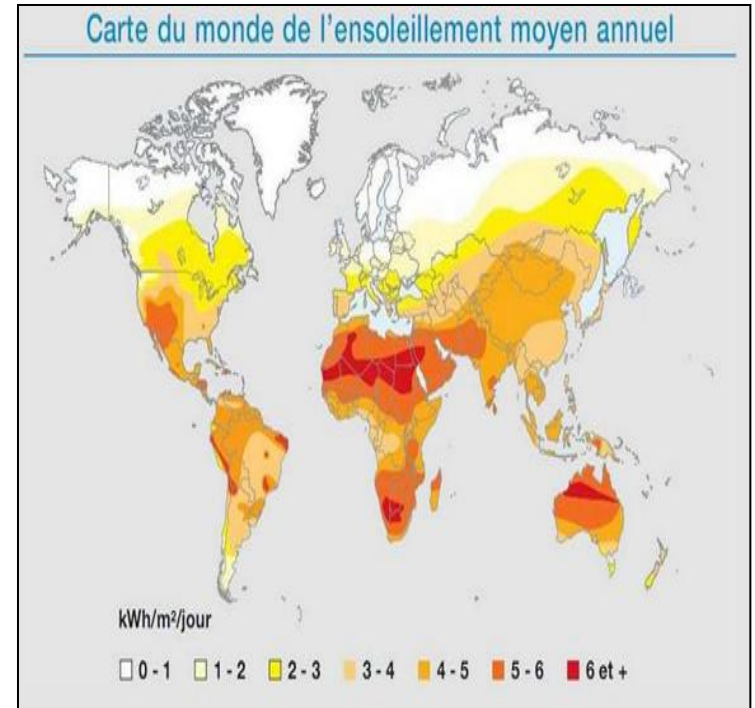 Carte du monde de l'ensoleillement moyen annuel
kWh/m²/jour
0 - 1 1 - 2 2 - 3 3 - 4 4 - 5 5 - 6 6 et +